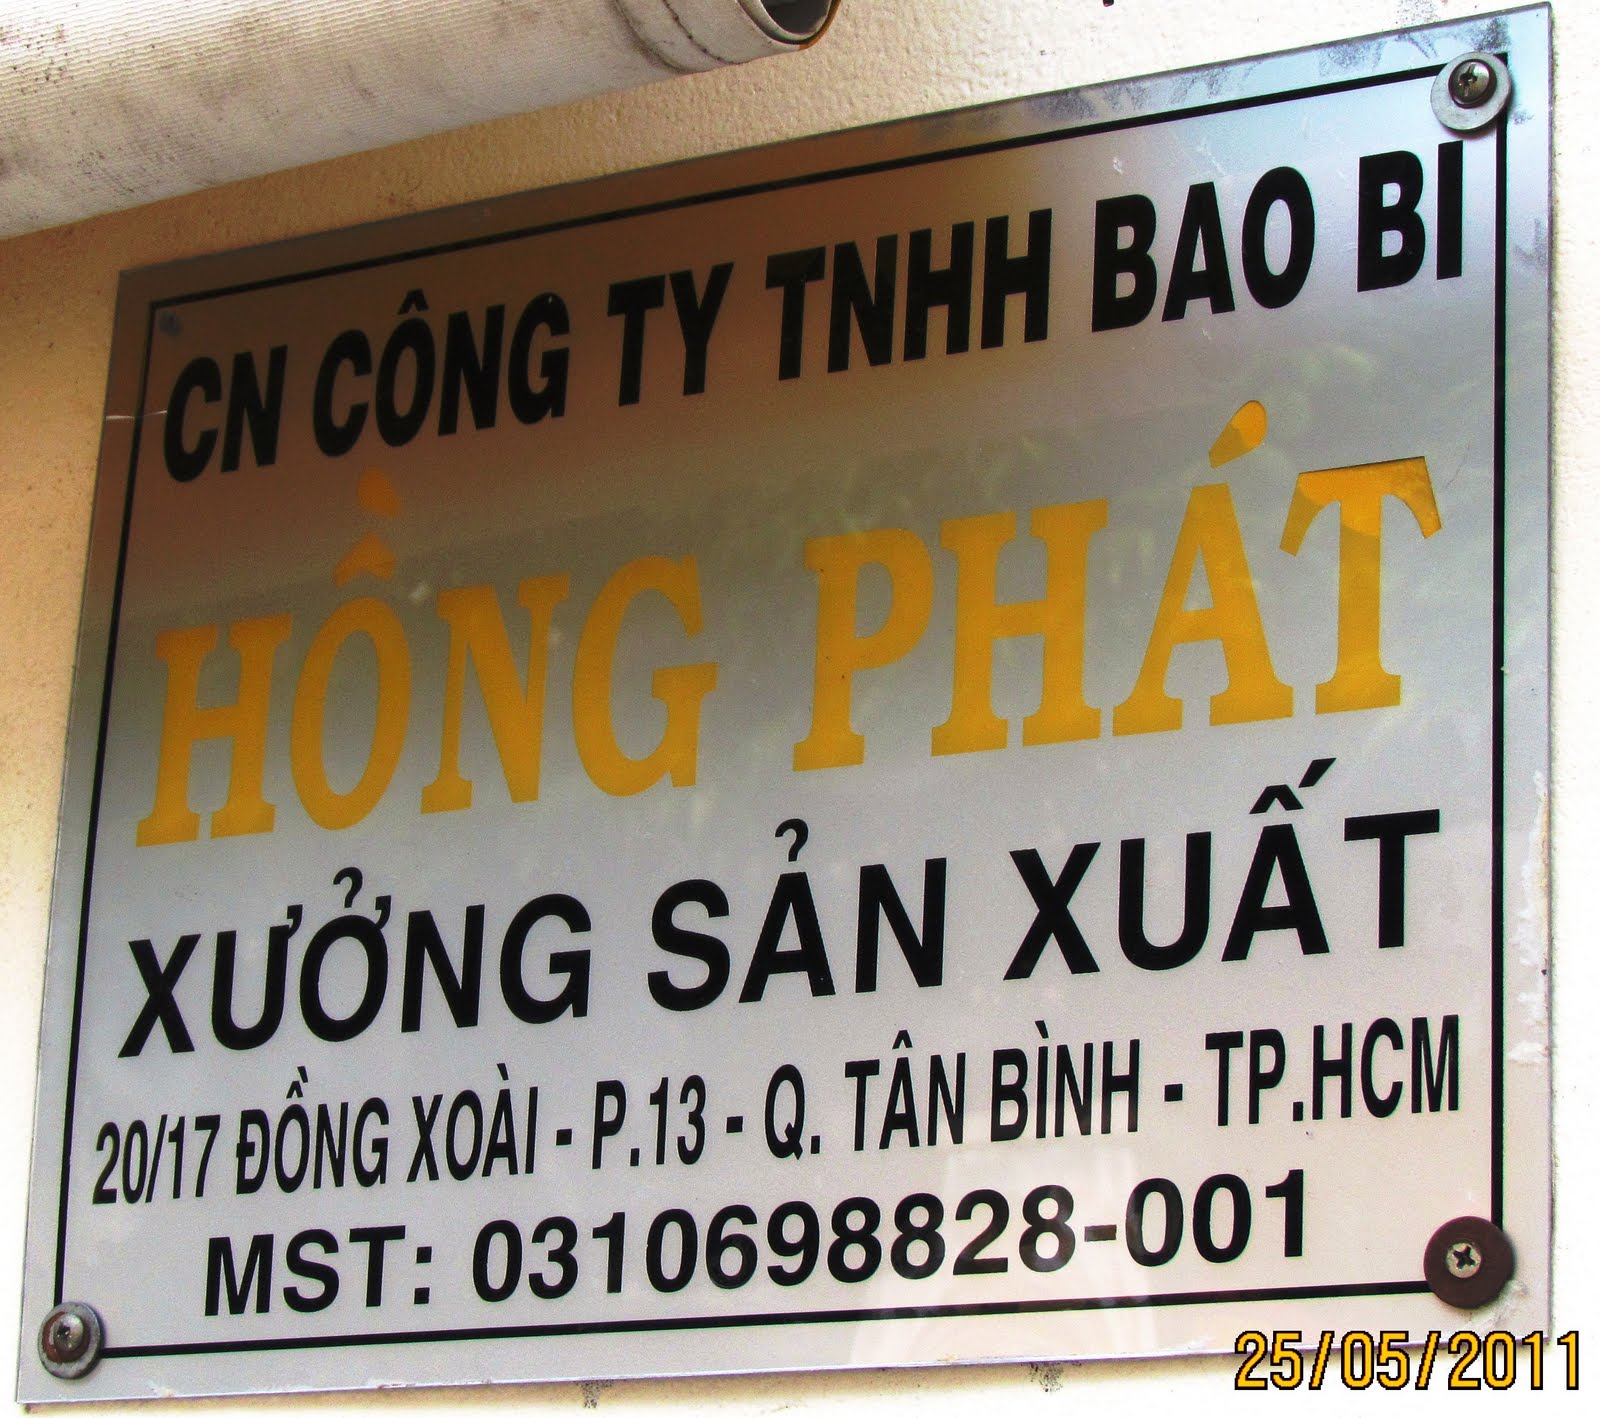 CN CÔNG TY TNHH BAO BI
HỒNG PHÁT
XƯỞNG SẢN XUẤT
20/17 ĐỒNG XOÀI - P.13 - Q. TÂN BÌNH - TP.HCM
MST: 0310698828-001
25/05/2011